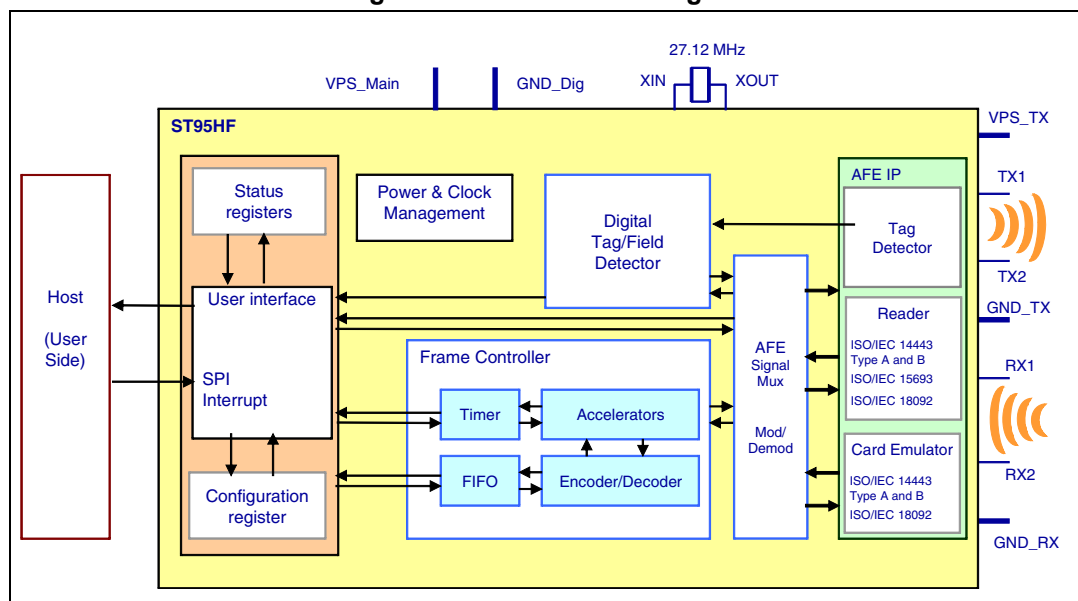 27.12 MHz
VPS_Main
GND_Dig
XIN
XOUT
ST95HF
VPS_TX
Host
(User
Side)
Status
registers
User interface
SPI
Interrupt
Configuration
register
Power & Clock
Management
Digital
Tag/Field
Detector
Frame Controller
Timer
Accelerators
FIFO
Encoder/Decoder
AFE
Signal
Mux
Mod/
Demod
AFE IP
Tag
Detector
Reader
ISO/IEC 14443
Type A and B
ISO/IEC 15693
ISO/IEC 18092
Card Emulator
ISO/IEC 14443
Type A and B
ISO/IEC 18092
TX1
TX2
GND_TX
RX1
RX2
GND_RX